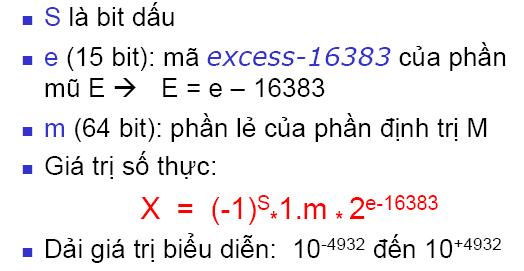 S là bit dấu
e (15 bit): mã excess-16383 của phần
mũ E → E = e – 16383
m (64 bit): phần lẻ của phần định trị M
Giá trị số thực:
X = (-1)^S * 1.m * 2^e-16383
Dải giá trị biểu diễn: 10^-4932 đến 10^+4932